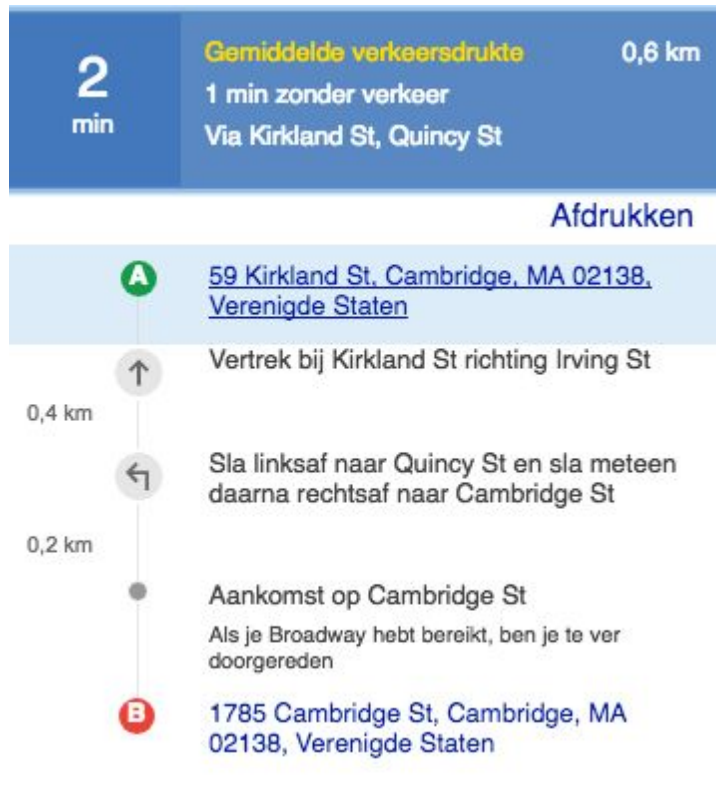 2
min
Gemiddelde verkeersdrukte 0,6 km
1 min zonder verkeer
Via Kirkland St, Quincy St
Afdrukken
A
59 Kirkland St, Cambridge, MA 02138,
Verenigde Staten
Vertrek bij Kirkland St richting Irving St
0,4 km
Sla linksaf naar Quincy St en sla meteen
daarna rechtsaf naar Cambridge St
0,2 km
Aankomst op Cambridge St
Als je Broadway hebt bereikt, ben je te ver
doorgereden
B
1785 Cambridge St, Cambridge, MA
02138, Verenigde Staten